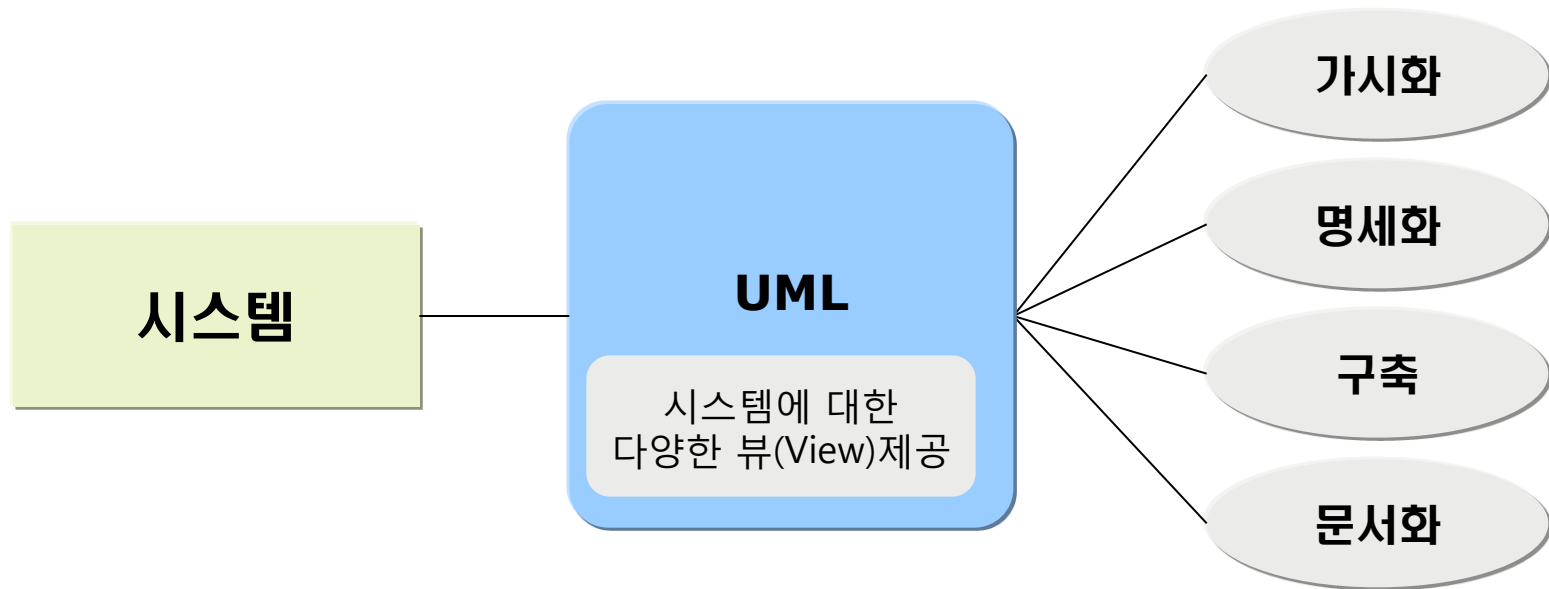 시스템
UML
시스템에 대한
다양한 뷰(View)제공
가시화
명세화
구축
문서화